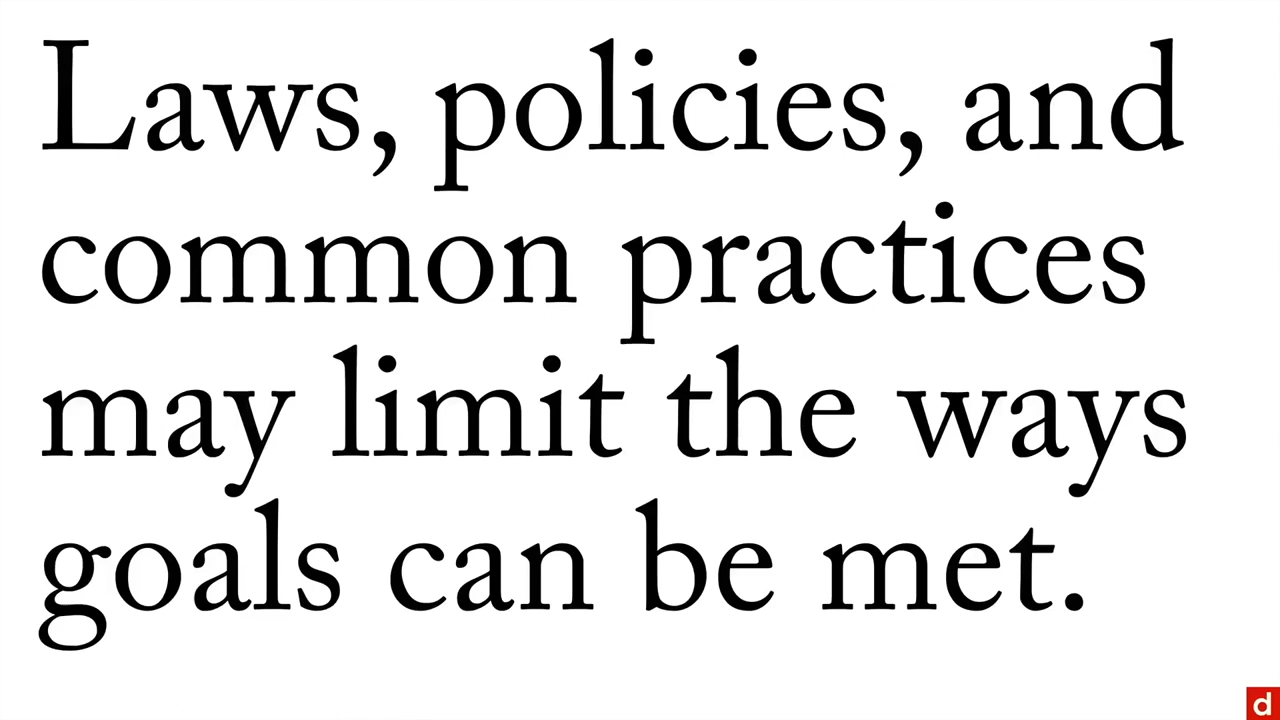 Laws, policies, and
common practices
may limit the ways
goals can be met.
d